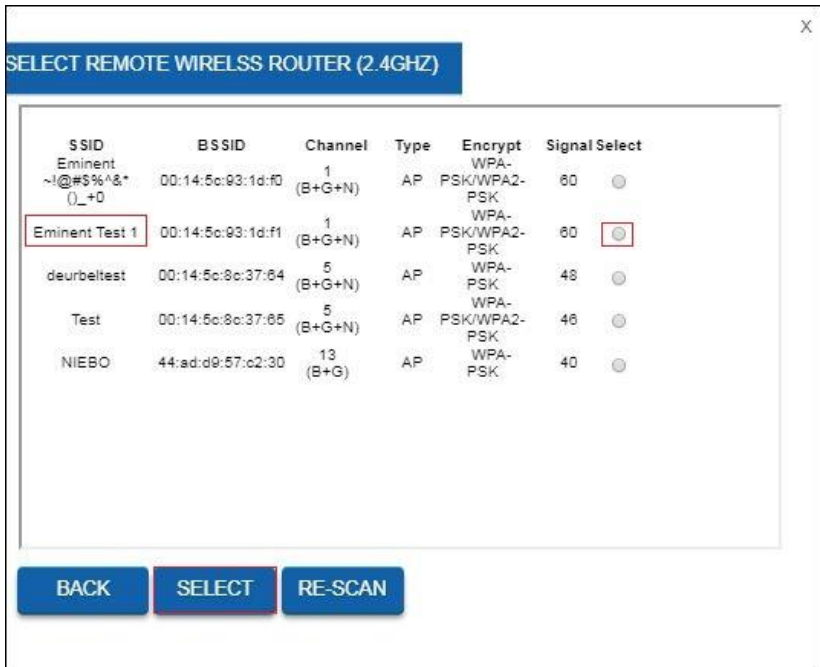 X
SELECT REMOTE WIRELSS ROUTER (2.4GHZ)
SSID BSSID Channel Type Encrypt Signal Select
Eminent ~!@#$%^&*()_+0 00:14:5c:93:1d:f0 1 (B+G+N) AP WPA-PSK/WPA2-PSK 60
Eminent Test 1 00:14:5c:93:1d:f1 1 (B+G+N) AP WPA-PSK/WPA2-PSK 60
deurbeltest 00:14:5c:8c:37:64 5 (B+G+N) AP WPA-PSK 48
Test 00:14:5c:8c:37:65 5 (B+G+N) AP WPA-PSK/WPA2-PSK 46
NIEBO 44:ad:d9:57:c2:30 13 (B+G) AP WPA-PSK 40
BACK SELECT RE-SCAN